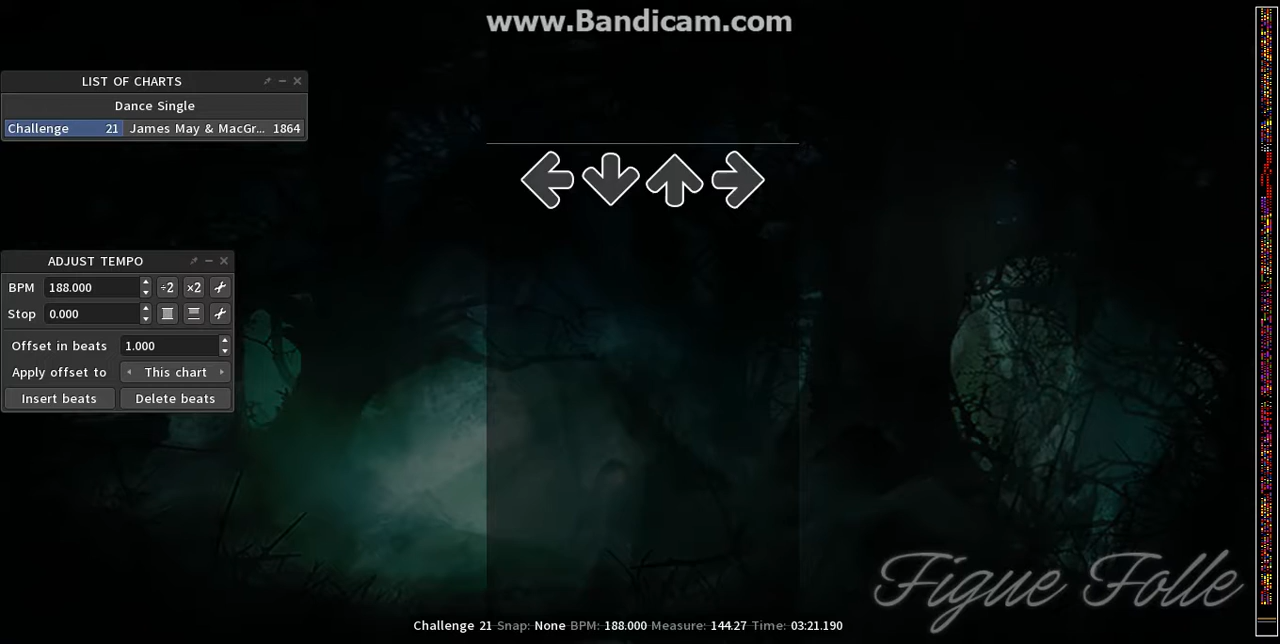 www.Bandicam.com
LIST OF CHARTS
Dance Single
Challenge 21 James May & MacGr... 1864
ADJUST TEMPO
BPM 188.000 ÷2 ×2
Stop 0.000
Offset in beats 1.000
Apply offset to This chart
Insert beats Delete beats
Figue Folle
Challenge 21 Snap: None BPM: 188.000 Measure: 144.27 Time: 03:21.190